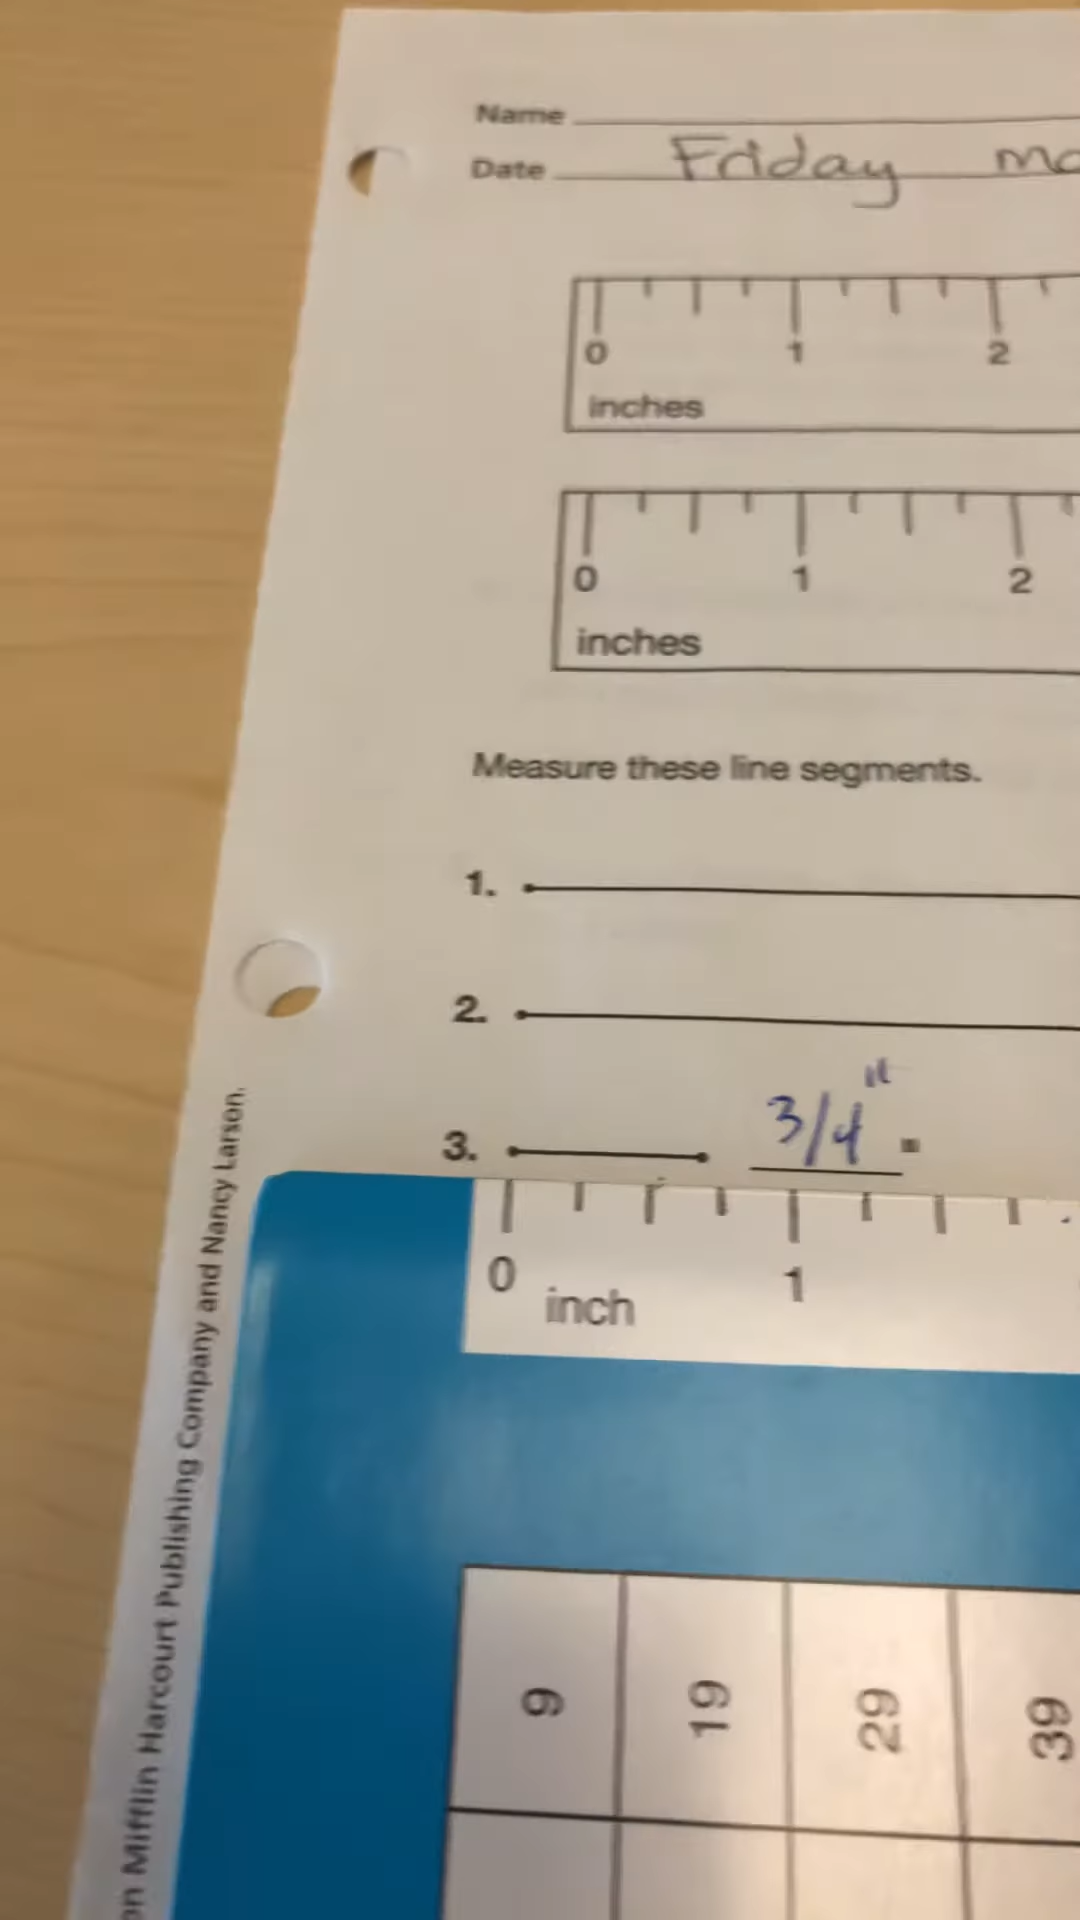 Name
Date Friday
0 1 2
inches
0 1 2
inches
Measure these line segments.
1.
2.
3. 3/4"
0 1
inch
9 19 29 39
Mifflin Harcourt Publishing Company and Nancy Larson.